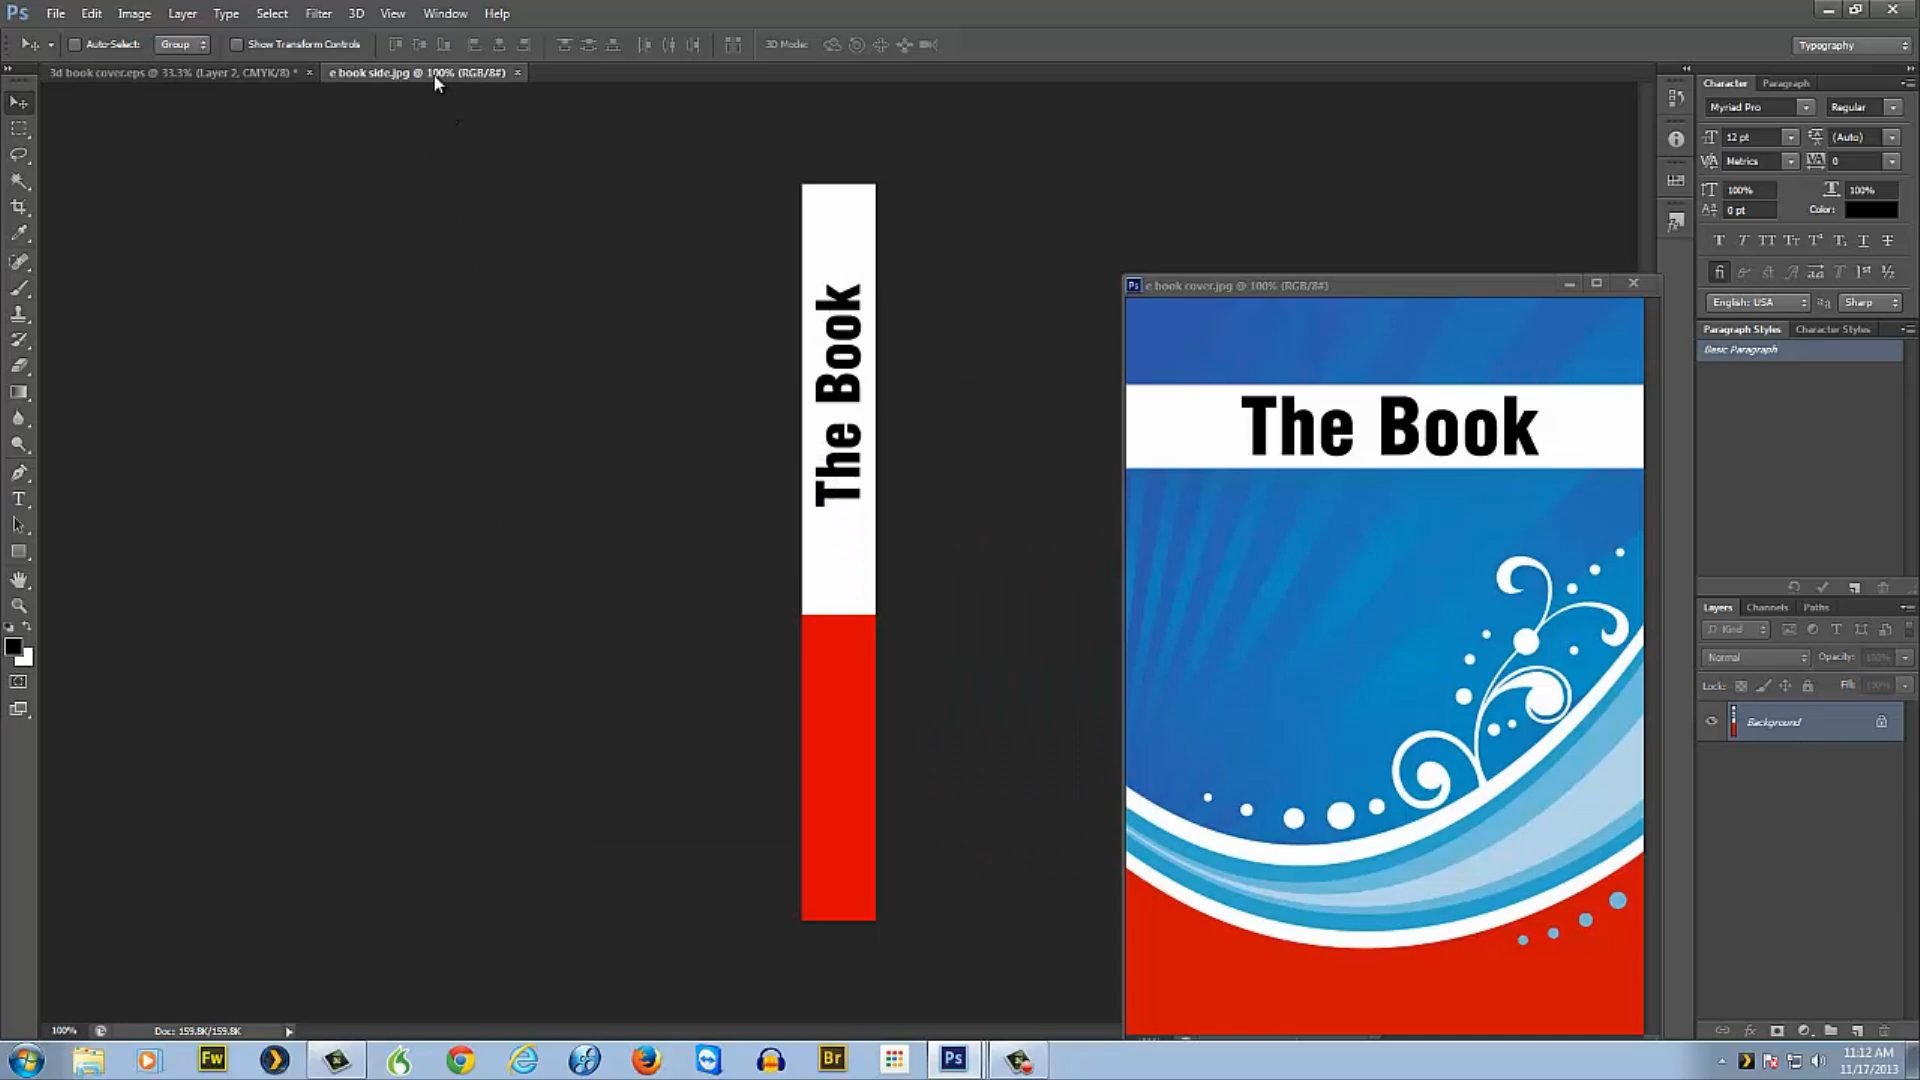 Ps File Edit Image Layer Type Select Filter 3D View Window Help
Auto-Select: Group Show Transform Controls 3D Mode: Typography
3d book cover.eps @ 33.3% (Layer 2, CMYK/8) * × e book side.jpg @ 100% (RGB/8#) ×
Character Paragraph
Myriad Pro Regular
12 pt (Auto)
Metrics 0
100% 100%
0 pt Color:
English: USA Sharp
Paragraph Styles Character Styles
Basic Paragraph
Ps e book cover.jpg @ 100% (RGB/8#)
The Book
The Book
Layers Channels Paths
Kind
Normal Opacity: 100%
Lock: Fill: 100%
Background
100% Doc: 159.8K/159.8K
Fw Br Ps
11:12 AM
11/17/2013